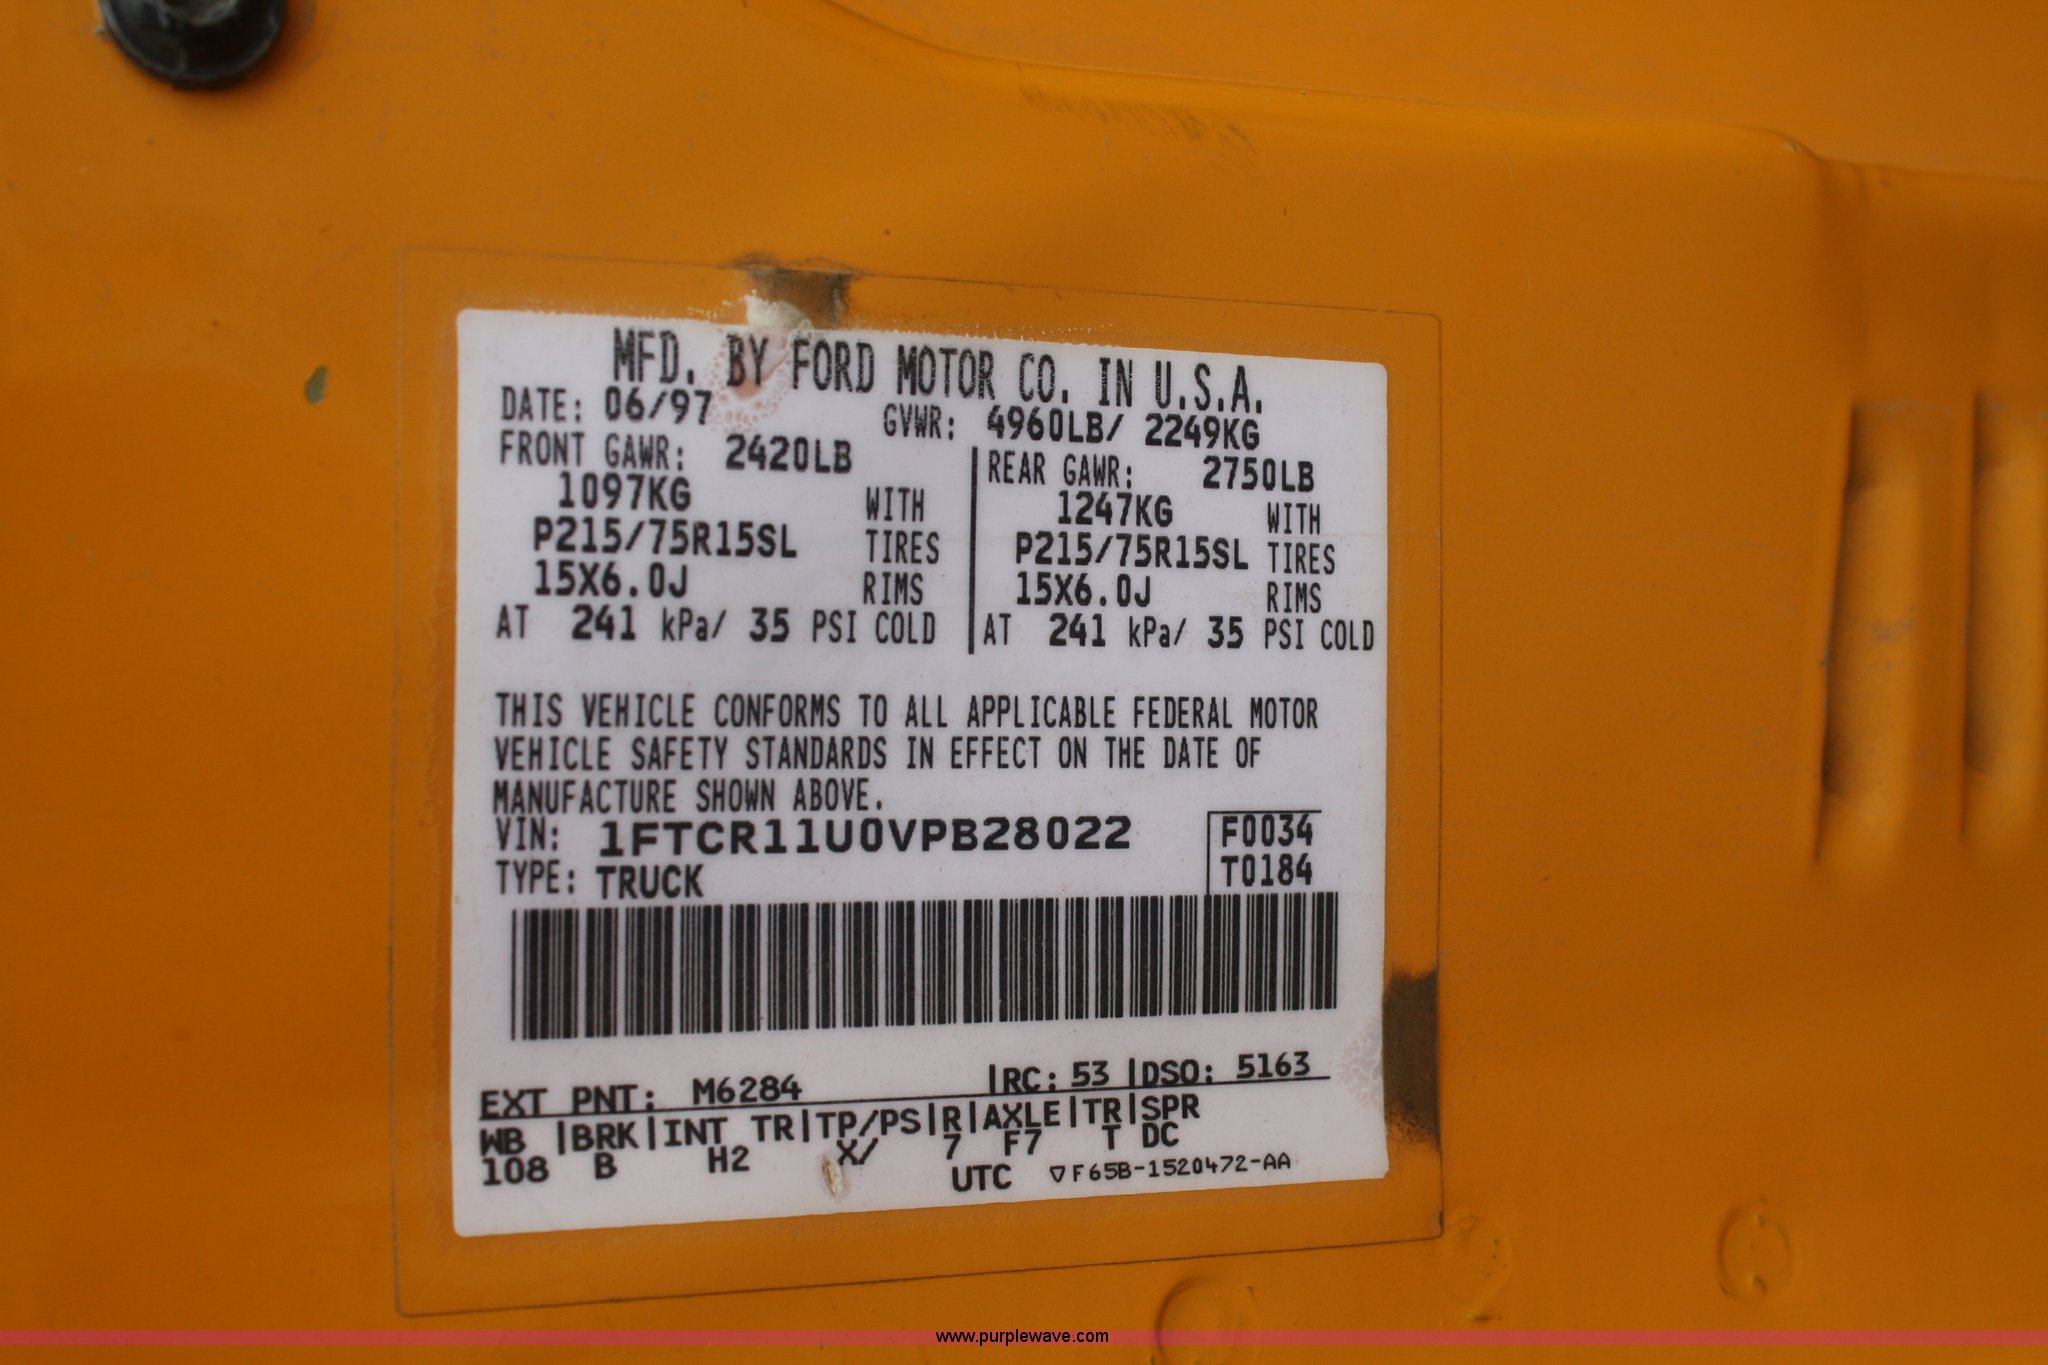 MFD. BY FORD MOTOR CO. IN U.S.A.
DATE: 06/97 GVWR: 4960LB/ 2249KG
FRONT GAWR: 2420LB REAR GAWR: 2750LB
1097KG WITH 1247KG WITH
P215/75R15SL TIRES P215/75R15SL TIRES
15X6.0J RIMS 15X6.0J RIMS
AT 241 kPa/ 35 PSI COLD AT 241 kPa/ 35 PSI COLD
THIS VEHICLE CONFORMS TO ALL APPLICABLE FEDERAL MOTOR
VEHICLE SAFETY STANDARDS IN EFFECT ON THE DATE OF
MANUFACTURE SHOWN ABOVE.
VIN: 1FTCR11U0VPB28022 F0034
TYPE: TRUCK T0184
EXT PNT: M6284 |RC: 53 |DSO: 5163
WB |BRK|INT TR|TP/PS|R|AXLE|TR|SPR
108 B H2 X/ 7 F7 T DC
UTC ▽F65B-1520472-AA
www.purplewave.com